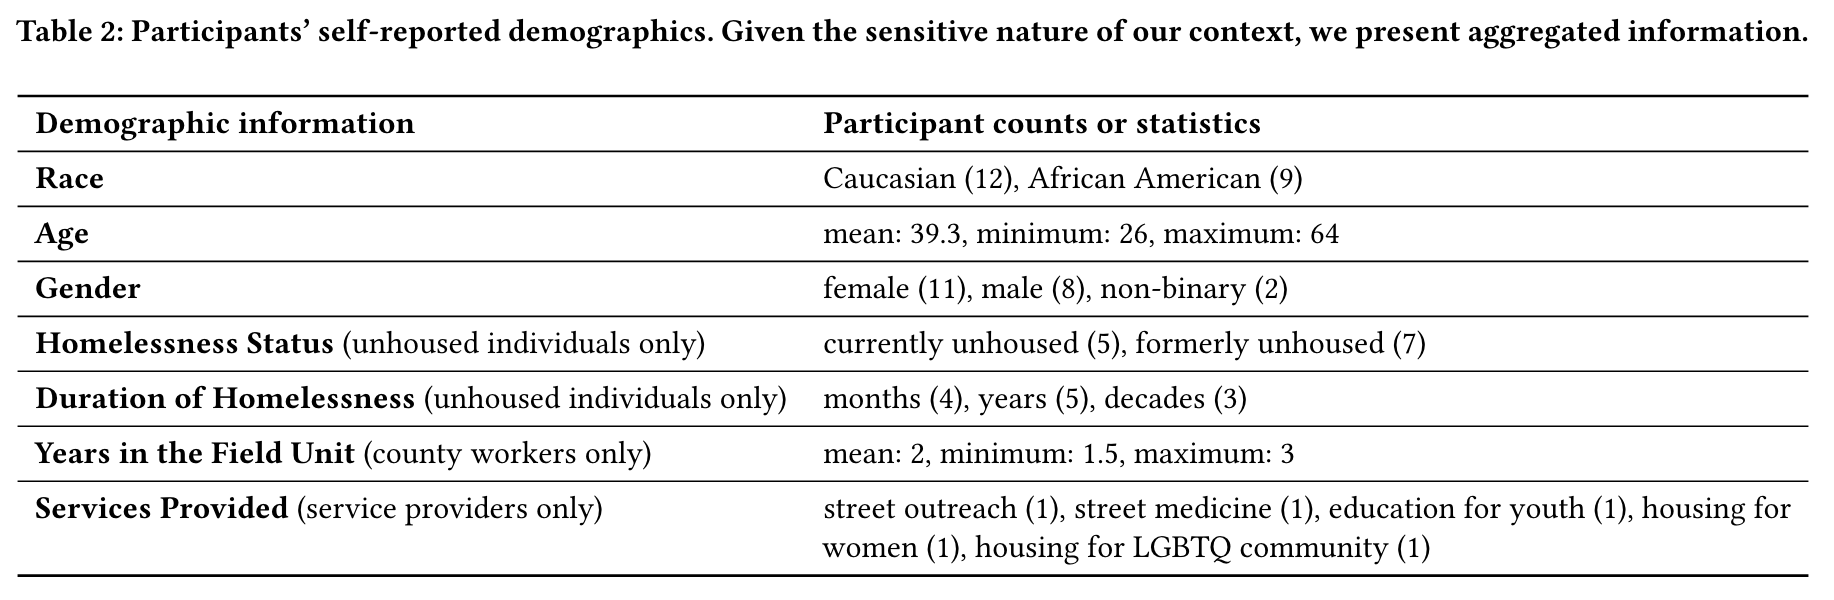 Table 2: Participants’ self-reported demographics. Given the sensitive nature of our context, we present aggregated information.
Demographic information Participant counts or statistics
Race Caucasian (12), African American (9)
Age mean: 39.3, minimum: 26, maximum: 64
Gender female (11), male (8), non-binary (2)
Homelessness Status (unhoused individuals only) currently unhoused (5), formerly unhoused (7)
Duration of Homelessness (unhoused individuals only) months (4), years (5), decades (3)
Years in the Field Unit (county workers only) mean: 2, minimum: 1.5, maximum: 3
Services Provided (service providers only) street outreach (1), street medicine (1), education for youth (1), housing for
women (1), housing for LGBTQ community (1)